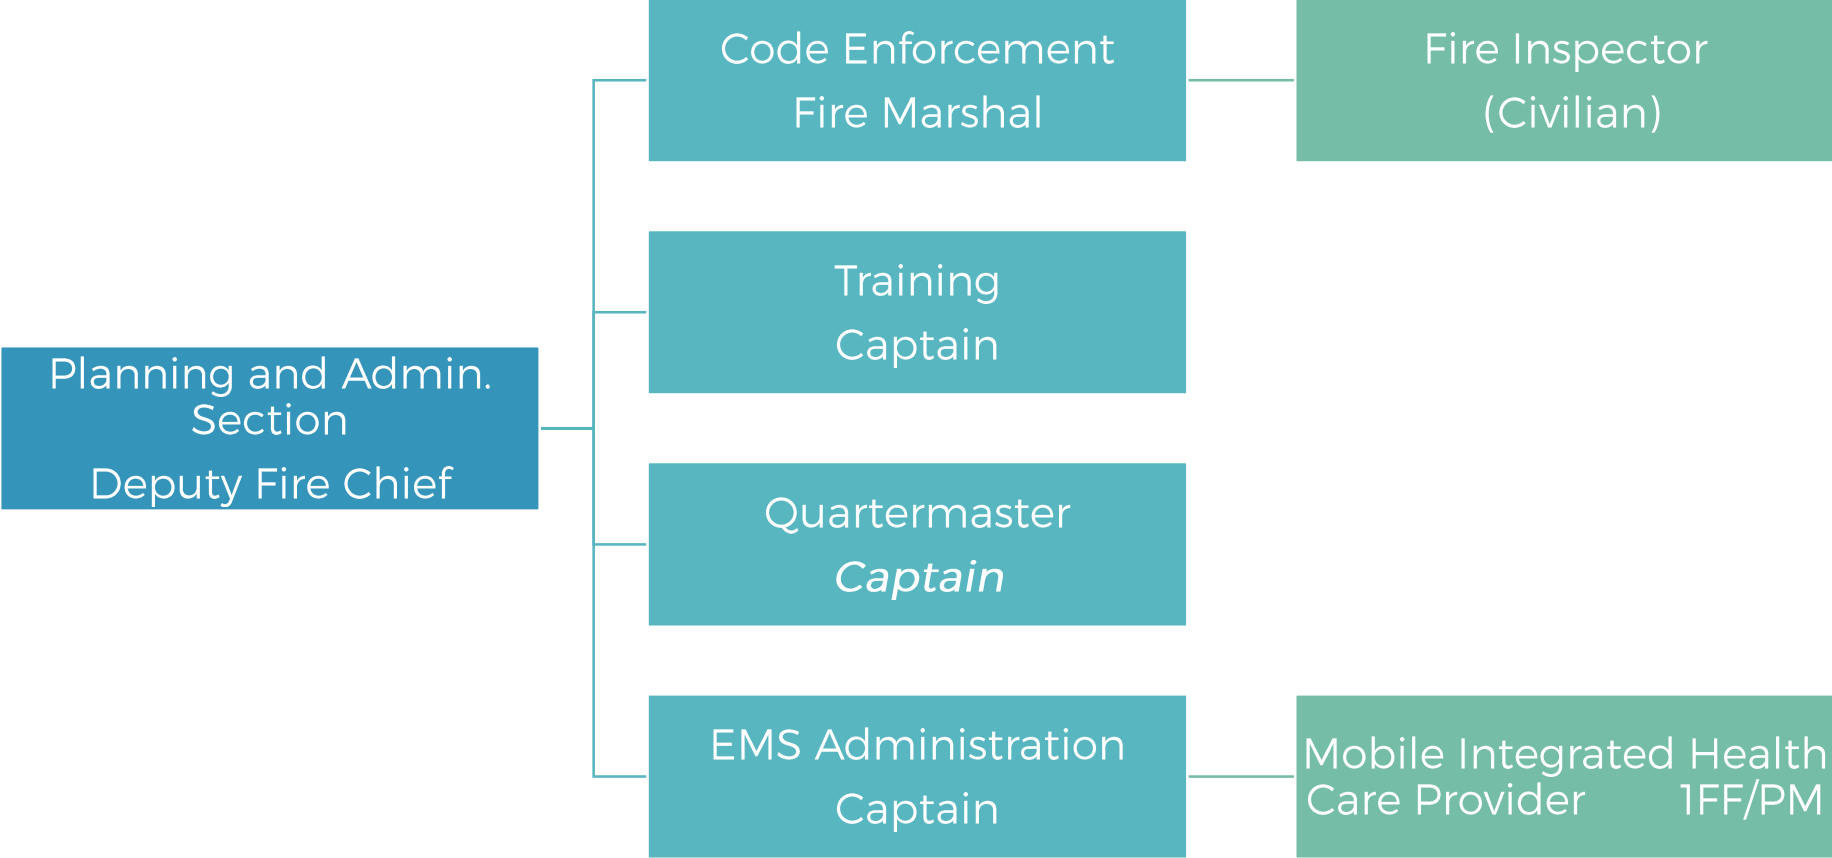 Code Enforcement
Fire Marshal
Fire Inspector
(Civilian)
Training
Captain
Planning and Admin.
Section
Deputy Fire Chief
Quartermaster
Captain
EMS Administration
Captain
Mobile Integrated Health
Care Provider 1FF/PM